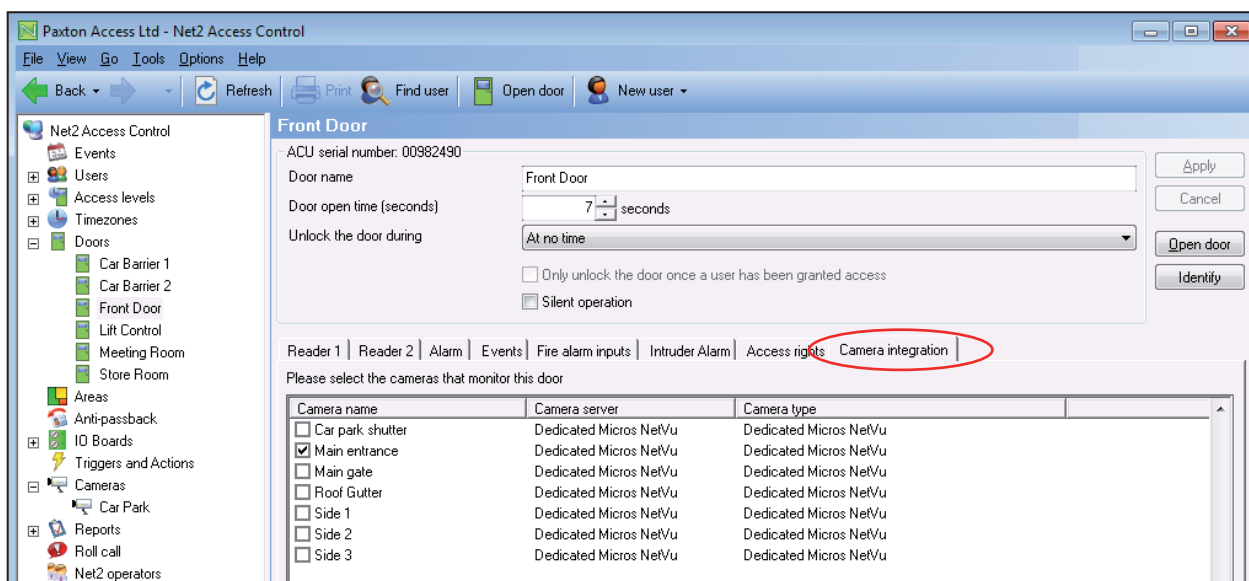 Paxton Access Ltd - Net2 Access Control
File View Go Tools Options Help
Back Refresh Print Find user Open door New user
Net2 Access Control
Events
Users
Access levels
Timezones
Doors
Car Barrier 1
Car Barrier 2
Front Door
Lift Control
Meeting Room
Store Room
Areas
Anti-passback
IO Boards
Triggers and Actions
Cameras
Car Park
Reports
Roll call
Net2 operators
Front Door
ACU serial number: 00982490
Door name Front Door
Door open time (seconds) 7 seconds
Unlock the door during At no time
Only unlock the door once a user has been granted access
Silent operation
Apply
Cancel
Open door
Identify
Reader 1 Reader 2 Alarm Events Fire alarm inputs Intruder Alarm Access rights Camera integration
Please select the cameras that monitor this door
Camera name Camera server Camera type
Car park shutter Dedicated Micros NetVu Dedicated Micros NetVu
Main entrance Dedicated Micros NetVu Dedicated Micros NetVu
Main gate Dedicated Micros NetVu Dedicated Micros NetVu
Roof Gutter Dedicated Micros NetVu Dedicated Micros NetVu
Side 1 Dedicated Micros NetVu Dedicated Micros NetVu
Side 2 Dedicated Micros NetVu Dedicated Micros NetVu
Side 3 Dedicated Micros NetVu Dedicated Micros NetVu